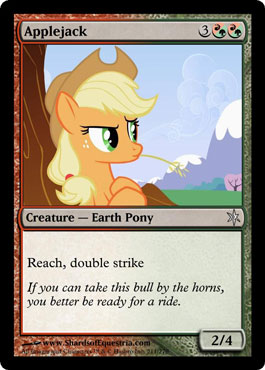 Applejack 3
Creature — Earth Pony
Reach, double strike
If you can take this bull by the horns,
you better be ready for a ride.
www.ShardsofEquestria.com
2/4